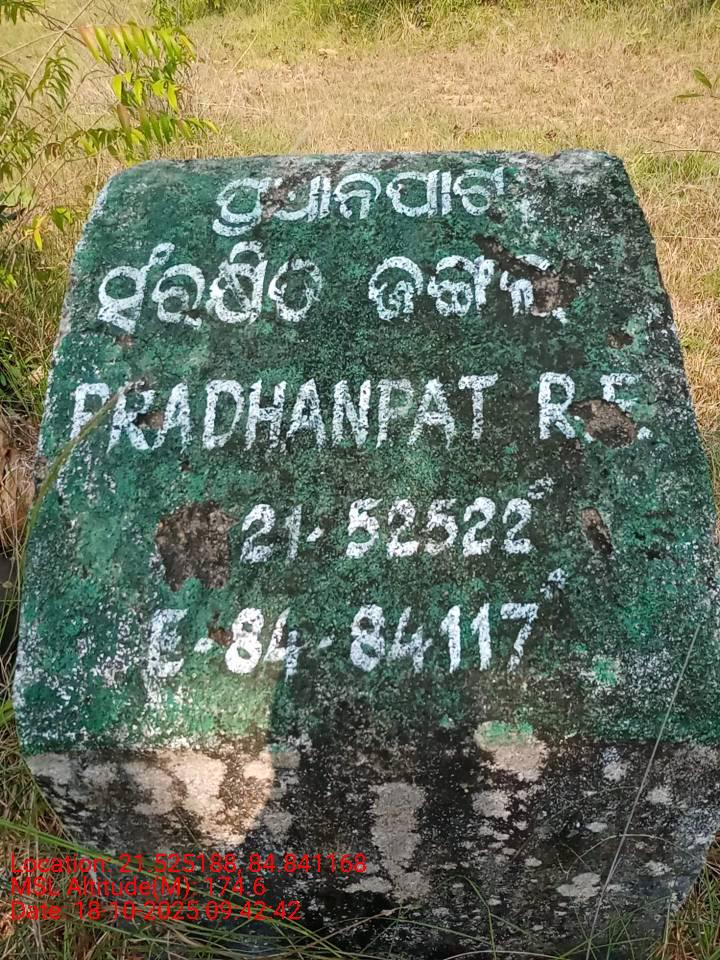 ପ୍ରଧାନପାଟ
ସଂରକ୍ଷିତ ଜଙ୍ଗଲ
PRADHANPAT R.F.
21-52522"
E-84-84117"
Location: 21.525188, 84.841168
MSL Altitude(M): 174.6
Date: 18-10-2025 09:42:42